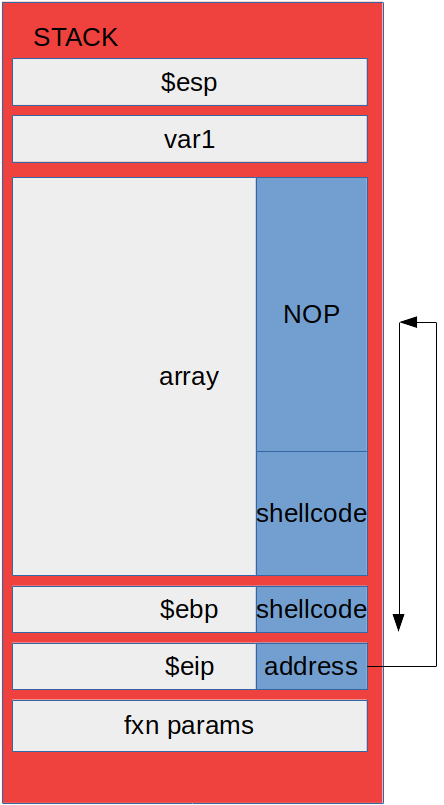 STACK
$esp
var1
NOP
array
shellcode
$ebp shellcode
$eip address
fxn params